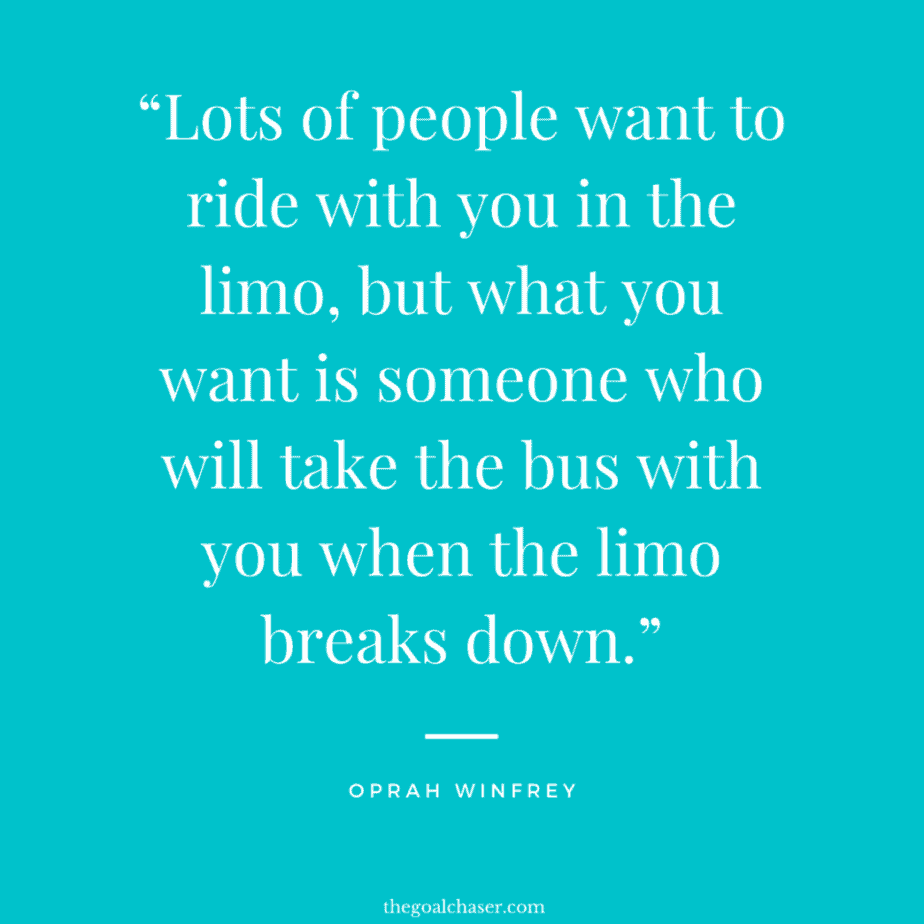 “Lots of people want to
ride with you in the
limo, but what you
want is someone who
will take the bus with
you when the limo
breaks down.”
OPRAH WINFREY
thegoalchaser.com